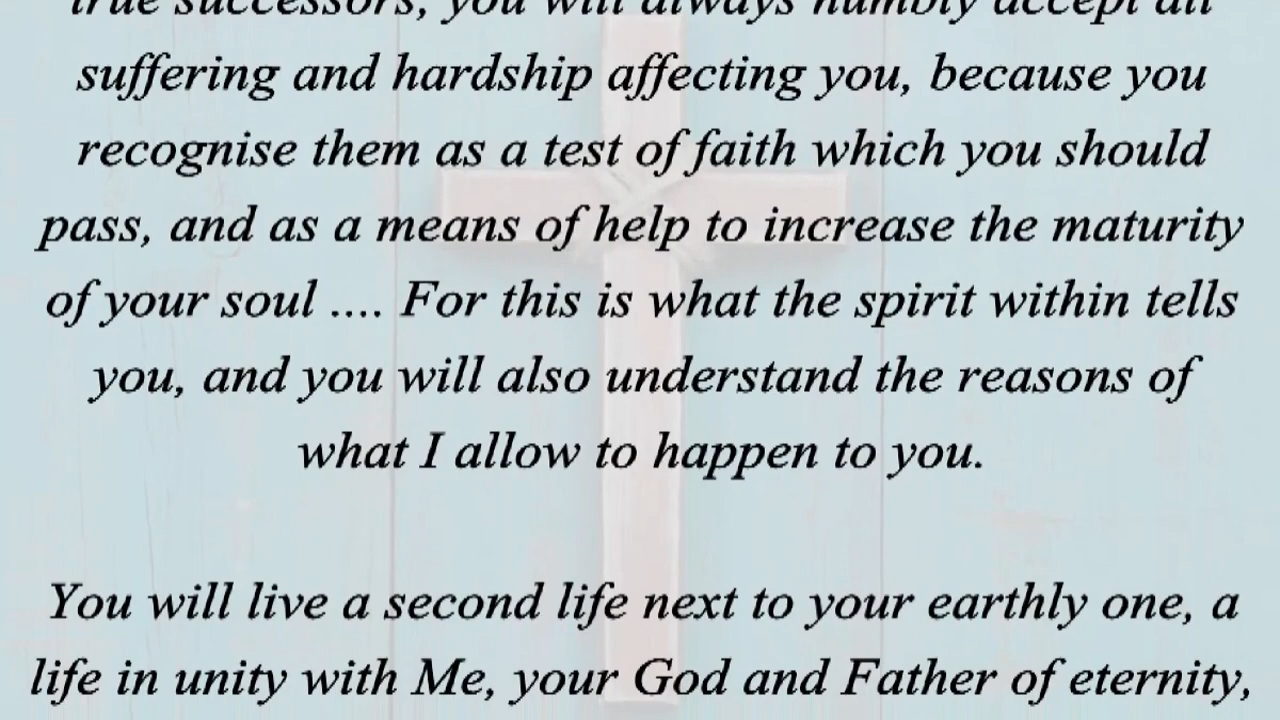 true successors, you will always humbly accept all
suffering and hardship affecting you, because you
recognise them as a test of faith which you should
pass, and as a means of help to increase the maturity
of your soul .... For this is what the spirit within tells
you, and you will also understand the reasons of
what I allow to happen to you.
You will live a second life next to your earthly one, a
life in unity with Me, your God and Father of eternity,